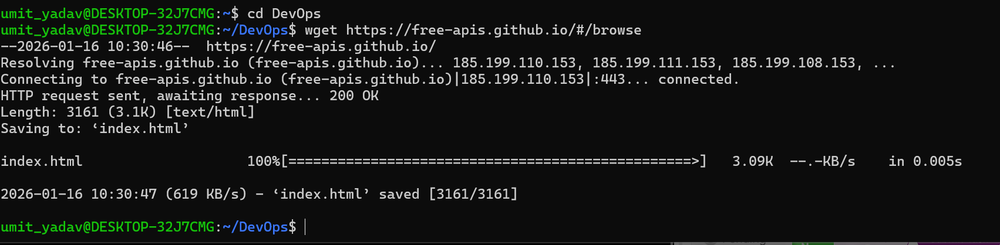 umit_yadav@DESKTOP-32J7CMG:~$ cd DevOps
umit_yadav@DESKTOP-32J7CMG:~/DevOps$ wget https://free-apis.github.io/#/browse
--2026-01-16 10:30:46--  https://free-apis.github.io/
Resolving free-apis.github.io (free-apis.github.io)... 185.199.110.153, 185.199.111.153, 185.199.108.153, ...
Connecting to free-apis.github.io (free-apis.github.io)|185.199.110.153|:443... connected.
HTTP request sent, awaiting response... 200 OK
Length: 3161 (3.1K) [text/html]
Saving to: ‘index.html’
index.html                    100%[=================================================>]   3.09K  --.-KB/s    in 0.005s
2026-01-16 10:30:47 (619 KB/s) - ‘index.html’ saved [3161/3161]
umit_yadav@DESKTOP-32J7CMG:~/DevOps$